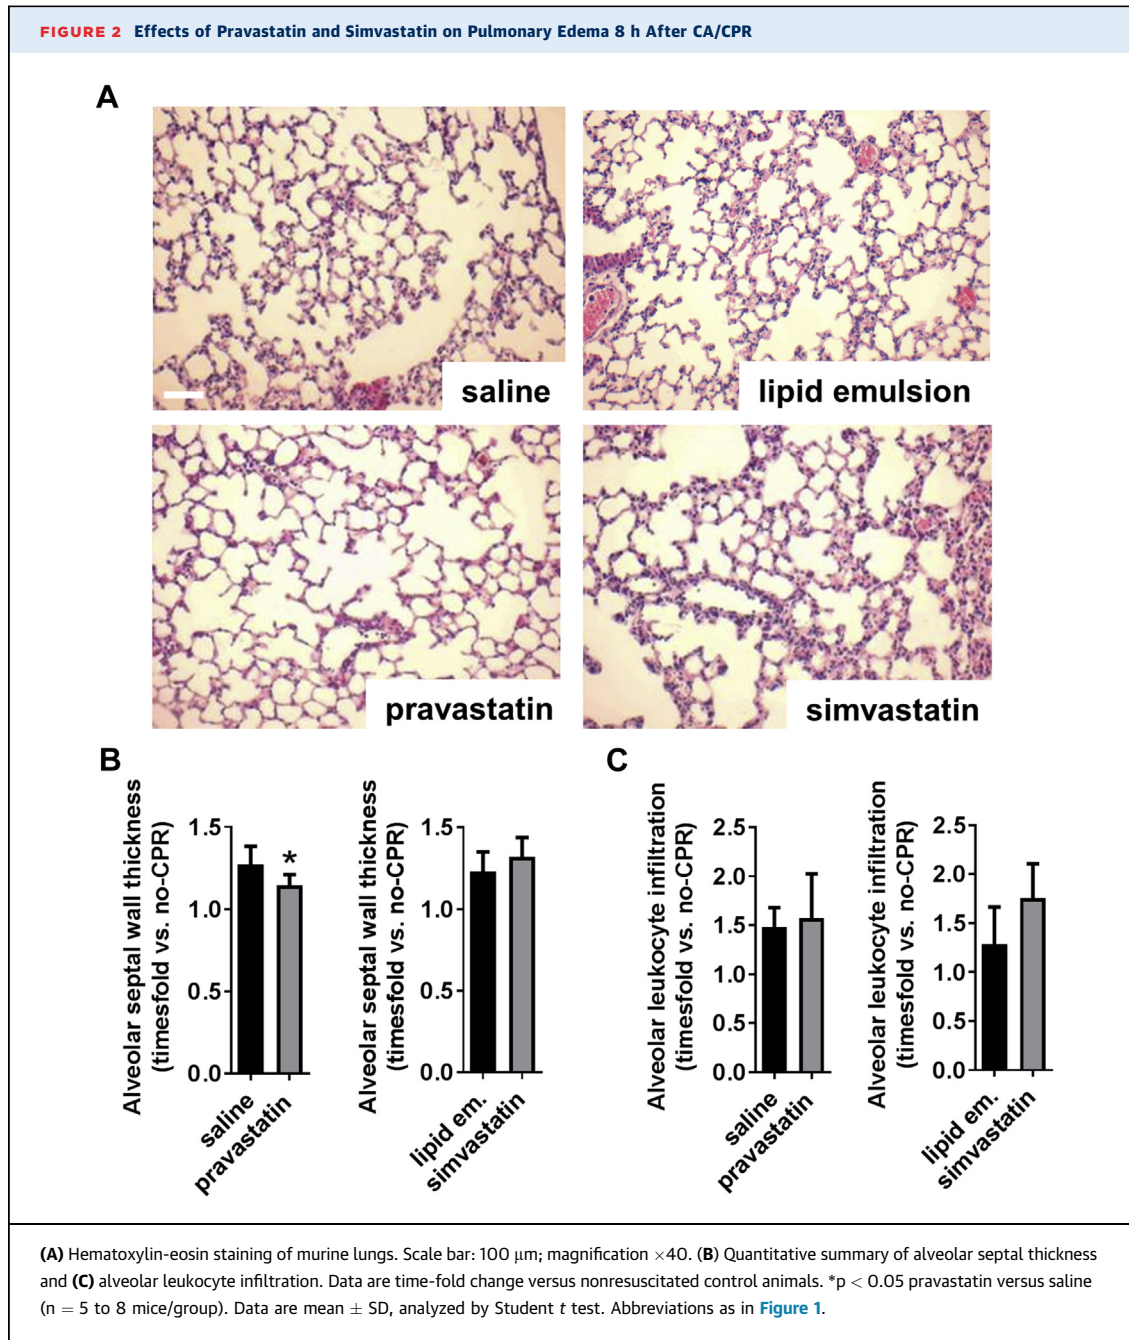 FIGURE 2 Effects of Pravastatin and Simvastatin on Pulmonary Edema 8 h After CA/CPR
A
saline
lipid emulsion
pravastatin
simvastatin
B
Alveolar septal wall thickness
(timesfold vs. no-CPR)
1.5
1.0
0.5
0.0
*
saline
pravastatin
Alveolar septal wall thickness
(timesfold vs. no-CPR)
1.5
1.0
0.5
0.0
lipid em.
simvastatin
C
Alveolar leukocyte infiltration
(timesfold vs. no-CPR)
2.5
2.0
1.5
1.0
0.5
0.0
saline
pravastatin
Alveolar leukocyte infiltration
(timesfold vs. no-CPR)
2.5
2.0
1.5
1.0
0.5
0.0
lipid em.
simvastatin
(A) Hematoxylin-eosin staining of murine lungs. Scale bar: 100 μm; magnification ×40. (B) Quantitative summary of alveolar septal thickness
and (C) alveolar leukocyte infiltration. Data are time-fold change versus nonresuscitated control animals. *p < 0.05 pravastatin versus saline
(n = 5 to 8 mice/group). Data are mean ± SD, analyzed by Student t test. Abbreviations as in Figure 1.